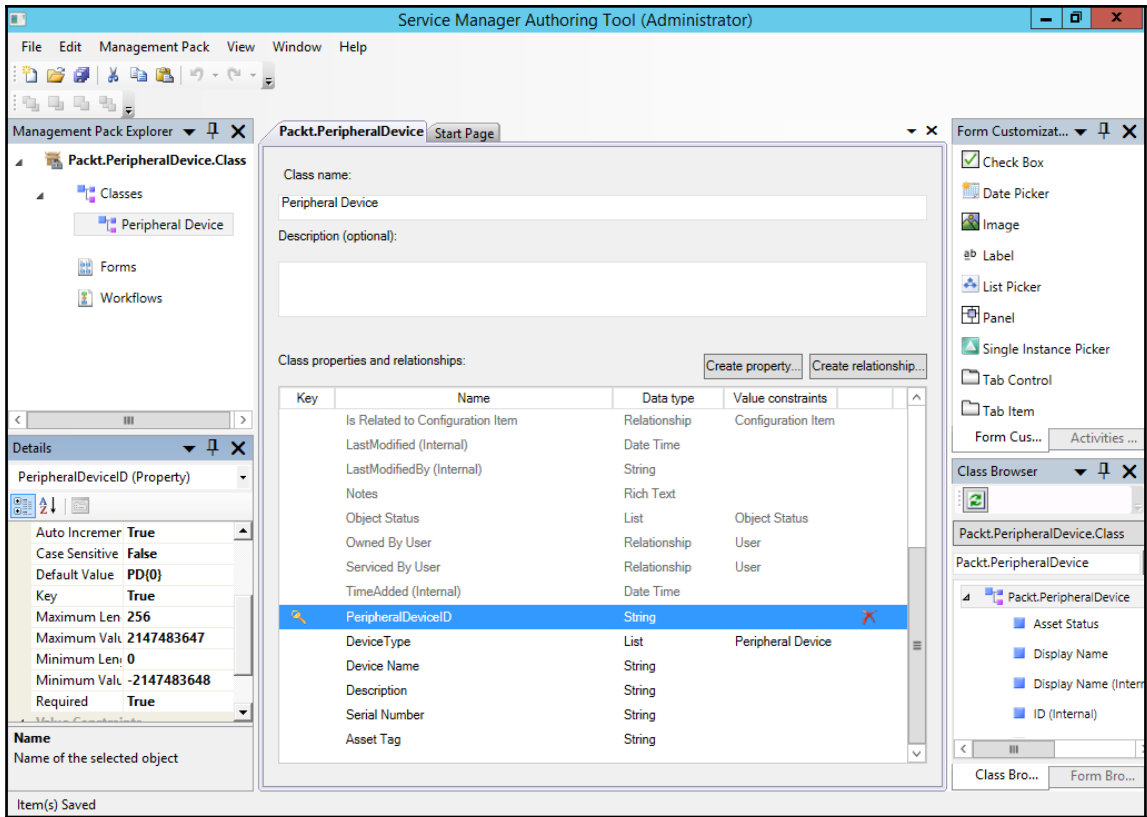 Service Manager Authoring Tool (Administrator)
File Edit Management Pack View Window Help
Management Pack Explorer
Packt.PeripheralDevice.Class
Classes
Peripheral Device
Forms
Workflows
Details
PeripheralDeviceID (Property)
Auto Incremer True
Case Sensitive False
Default Value PD{0}
Key True
Maximum Len 256
Maximum Valu 2147483647
Minimum Leng 0
Minimum Valu -2147483648
Required True
Name
Name of the selected object
Item(s) Saved
Packt.PeripheralDevice Start Page
Class name:
Peripheral Device
Description (optional):
Class properties and relationships:
Create property... Create relationship...
Key Name Data type Value constraints
Is Related to Configuration Item Relationship Configuration Item
LastModified (Internal) Date Time
LastModifiedBy (Internal) String
Notes Rich Text
Object Status List Object Status
Owned By User Relationship User
Serviced By User Relationship User
TimeAdded (Internal) Date Time
PeripheralDeviceID String
DeviceType List Peripheral Device
Device Name String
Description String
Serial Number String
Asset Tag String
Form Customizat...
Check Box
Date Picker
Image
ab Label
List Picker
Panel
Single Instance Picker
Tab Control
Tab Item
Form Cus... Activities ...
Class Browser
Packt.PeripheralDevice.Class
Packt.PeripheralDevice
Packt.PeripheralDevice
Asset Status
Display Name
Display Name (Intern
ID (Internal)
Class Bro... Form Bro...